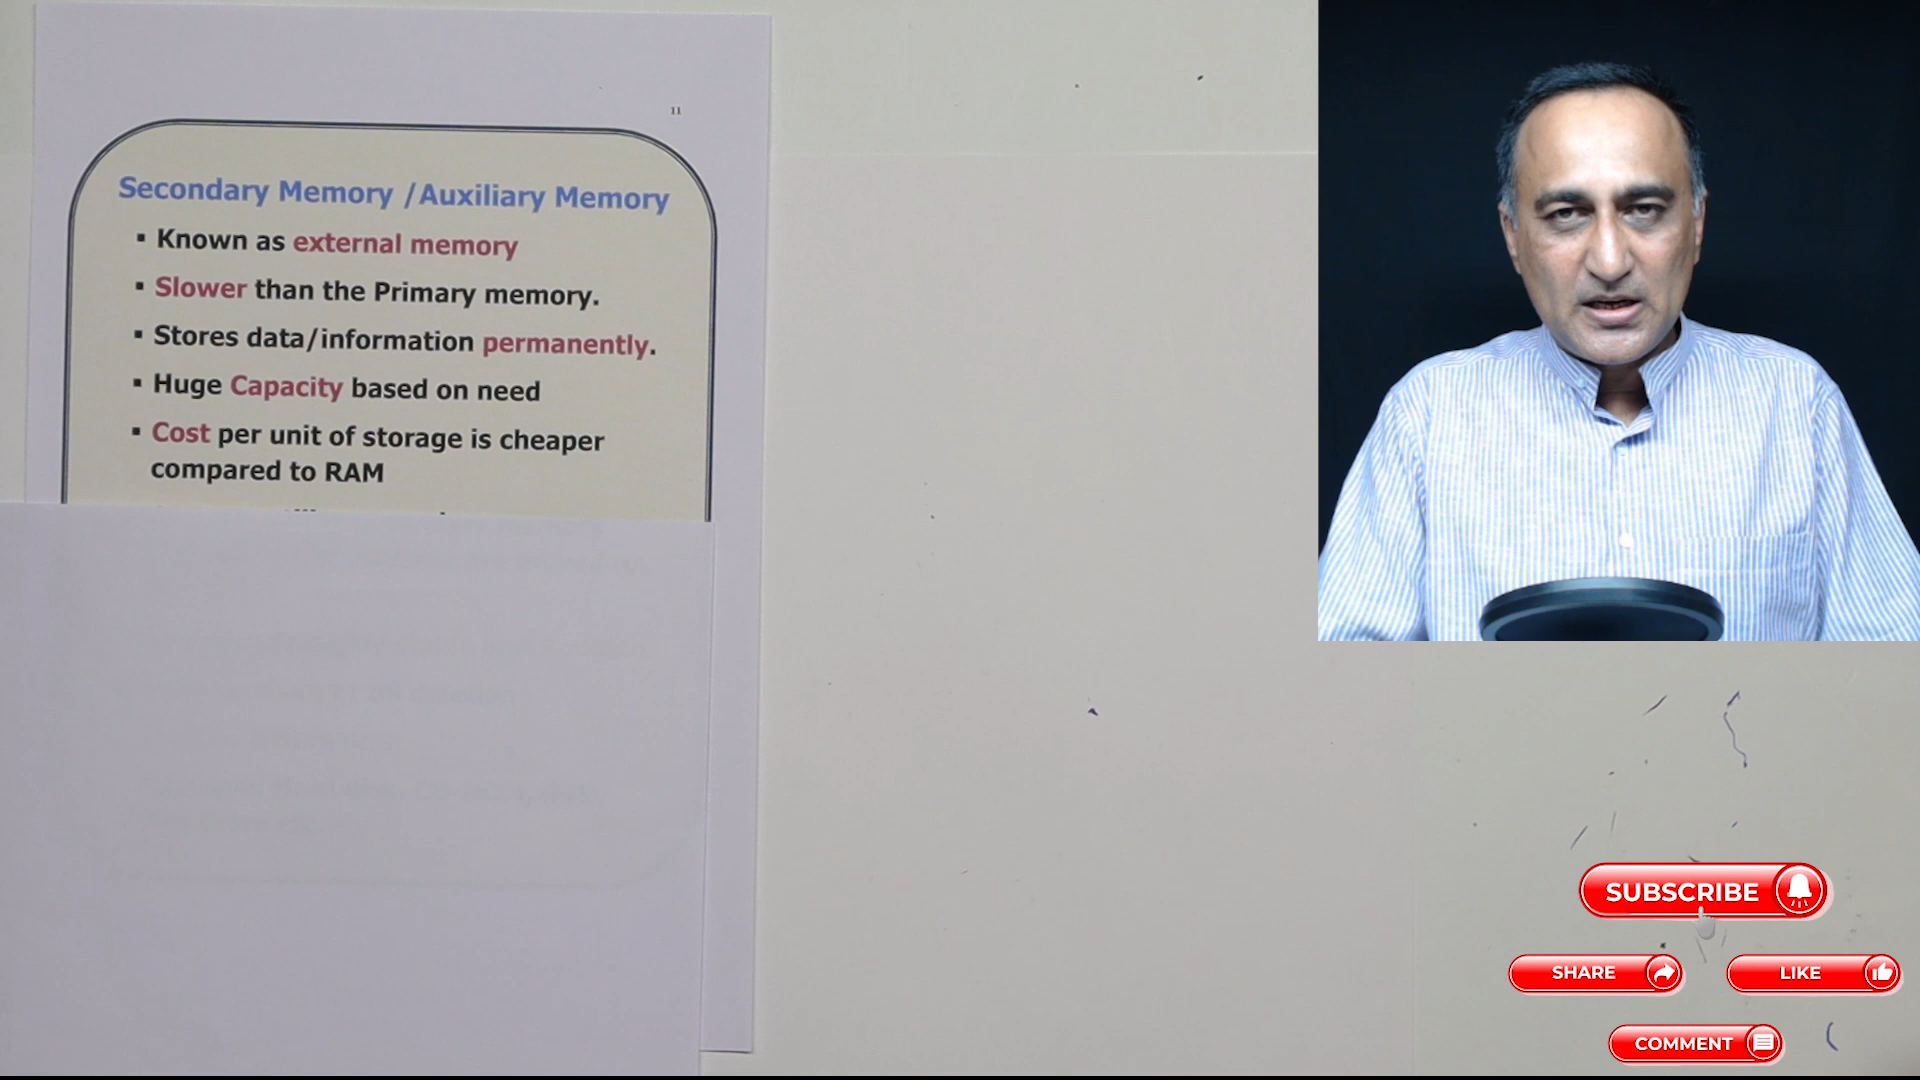 11
Secondary Memory /Auxiliary Memory
▪ Known as external memory
▪ Slower than the Primary memory.
▪ Stores data/information permanently.
▪ Huge Capacity based on need
▪ Cost per unit of storage is cheaper
compared to RAM
SUBSCRIBE
SHARE
LIKE
COMMENT